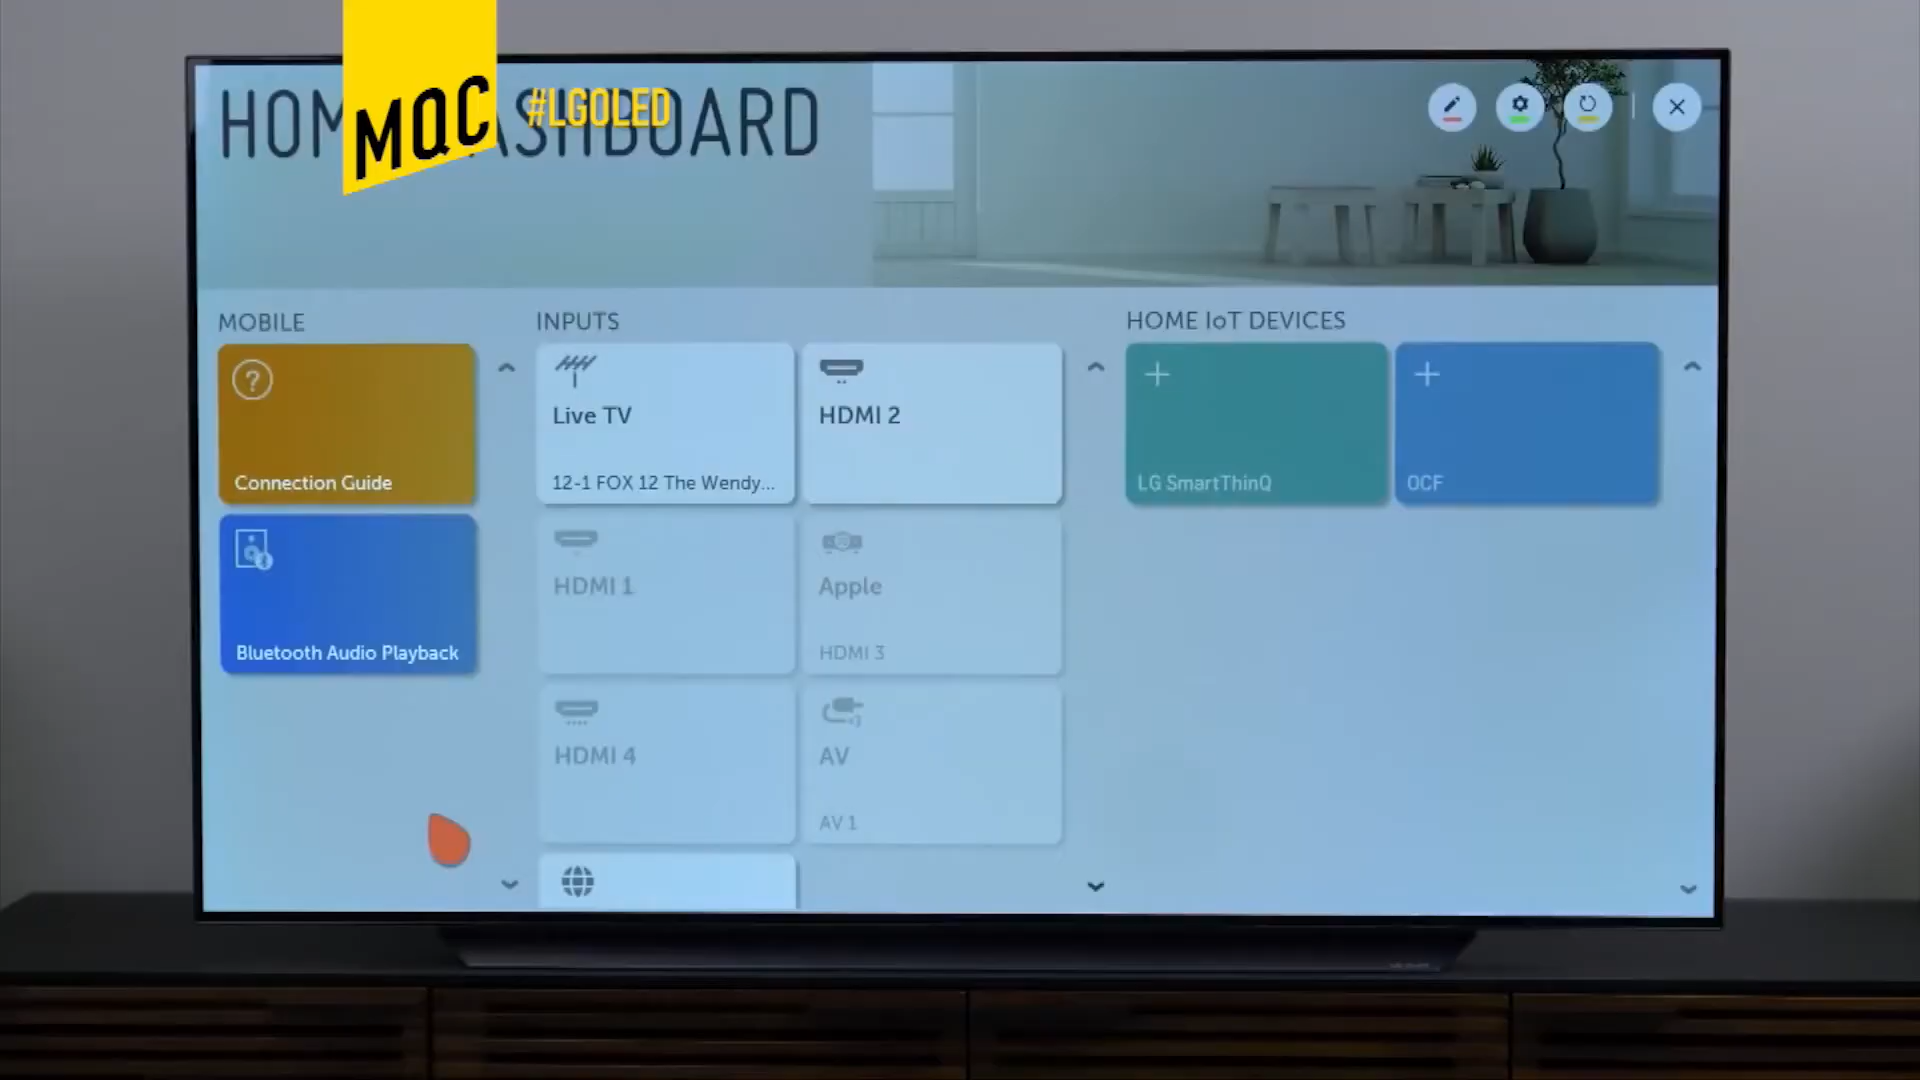 HOM ASHBOARD
MQC
#LGOLED
MOBILE
Connection Guide
Bluetooth Audio Playback
INPUTS
Live TV
12-1 FOX 12 The Wendy...
HDMI 2
HDMI 1
Apple
HDMI 3
HDMI 4
AV
AV 1
HOME IoT DEVICES
LG SmartThinQ
OCF